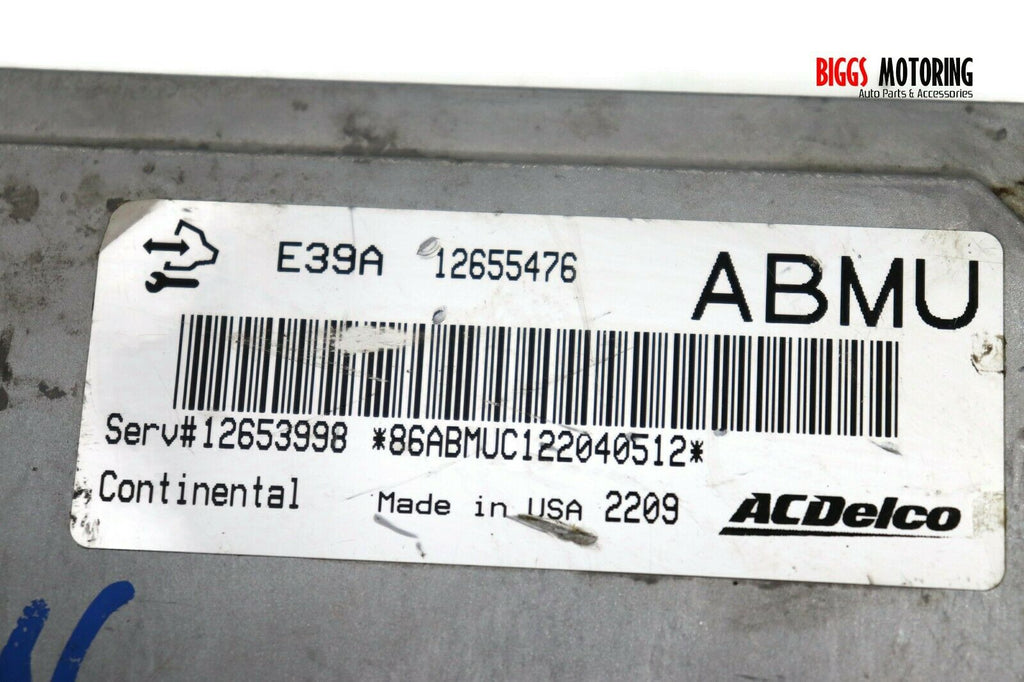 BIGGS MOTORING
Auto Parts & Accessories
E39A 12655476 ABMU
Serv#12653998 *86ABMUC122040512*
Continental Made in USA 2209 ACDelco